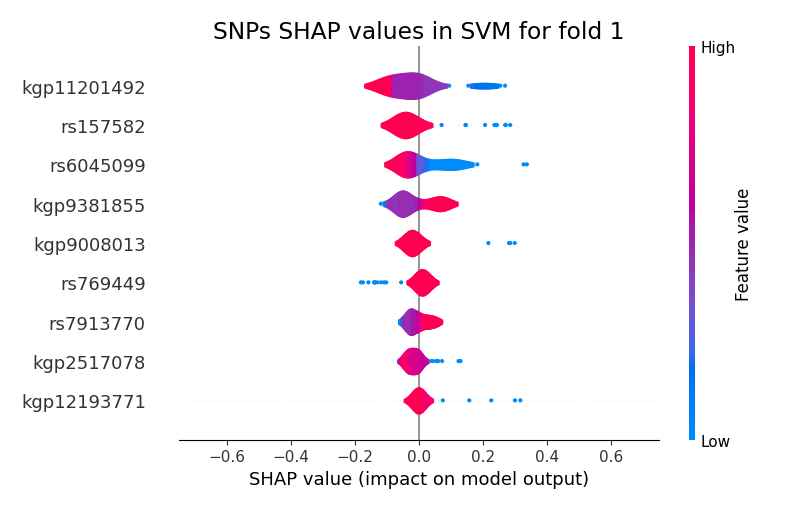 SNPs SHAP values in SVM for fold 1
High
kgp11201492
rs157582
rs6045099
kgp9381855
kgp9008013
rs769449
rs7913770
kgp2517078
kgp12193771
Feature value
Low
−0.6 −0.4 −0.2 0.0 0.2 0.4 0.6
SHAP value (impact on model output)